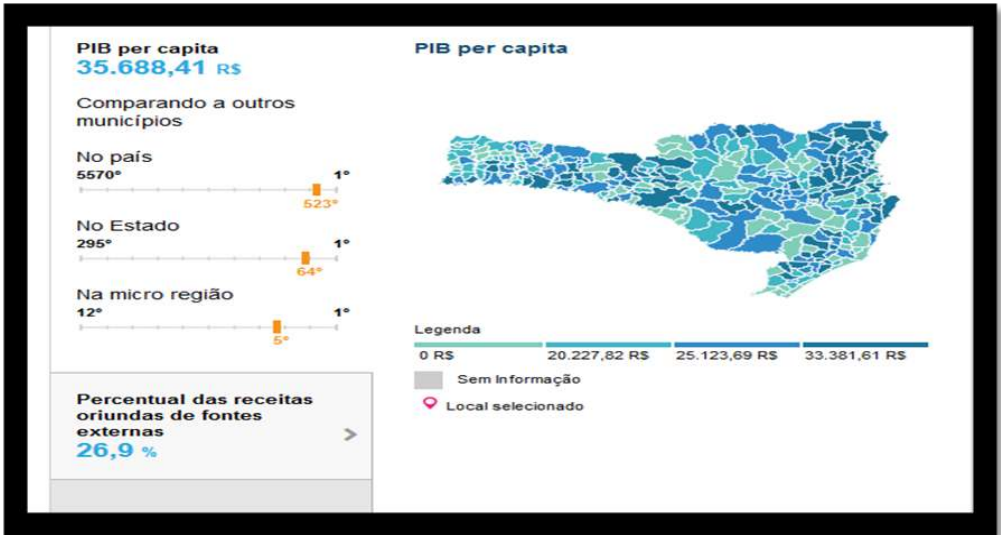 PIB per capita
35.688,41 R$
Comparando a outros
municípios
No país
5570° 1°
523°
No Estado
295° 1°
64°
Na micro região
12° 1°
5°
Percentual das receitas
oriundas de fontes
externas
26,9 %
PIB per capita
Legenda
0 R$ 20.227,82 R$ 25.123,69 R$ 33.381,61 R$
Sem Informação
Local selecionado